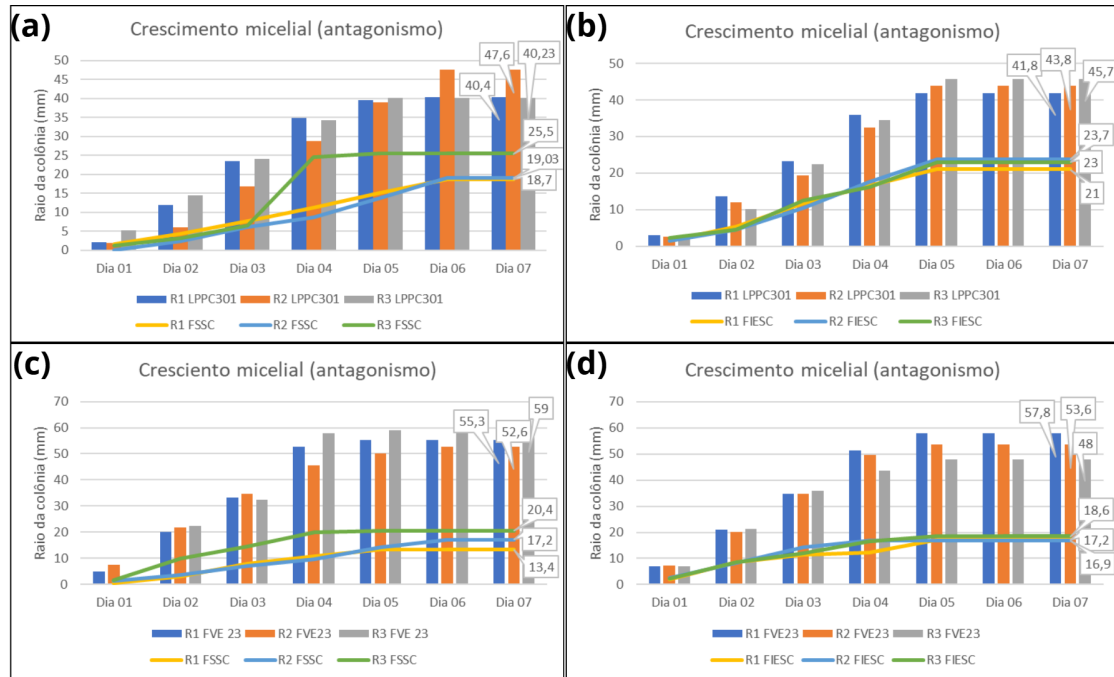 (a)
Crescimento micelial (antagonismo)
50
45
40
35
30
25
20
15
10
5
0
Raio da colônia (mm)
47,6
40,23
40,4
25,5
19,03
18,7
Dia 01 Dia 02 Dia 03 Dia 04 Dia 05 Dia 06 Dia 07
R1 LPPC301 R2 LPPC301 R3 LPPC301
R1 FSSC R2 FSSC R3 FSSC
(b)
Crescimento micelial (antagonismo)
50
40
30
20
10
0
Raio da colônia (mm)
41,8
43,8
45,7
23,7
23
21
Dia 01 Dia 02 Dia 03 Dia 04 Dia 05 Dia 06 Dia 07
R1 LPPC301 R2 LPPC301 R3 LPPC301
R1 FIESC R2 FIESC R3 FIESC
(c)
Cresciento micelial (antagonismo)
70
60
50
40
30
20
10
0
Raio da colônia (mm)
55,3
52,6
59
20,4
17,2
13,4
Dia 01 Dia 02 Dia 03 Dia 04 Dia 05 Dia 06 Dia 07
R1 FVE 23 R2 FVE23 R3 FVE 23
R1 FSSC R2 FSSC R3 FSSC
(d)
Crescimento micelial (antagonismo)
70
60
50
40
30
20
10
0
Raio da colônia (mm)
57,8
53,6
48
18,6
17,2
16,9
Dia 01 Dia 02 Dia 03 Dia 04 Dia 05 Dia 06 Dia 07
R1 FVE23 R2 FVE23 R3 FVE23
R1 FIESC R2 FIESC R3 FIESC